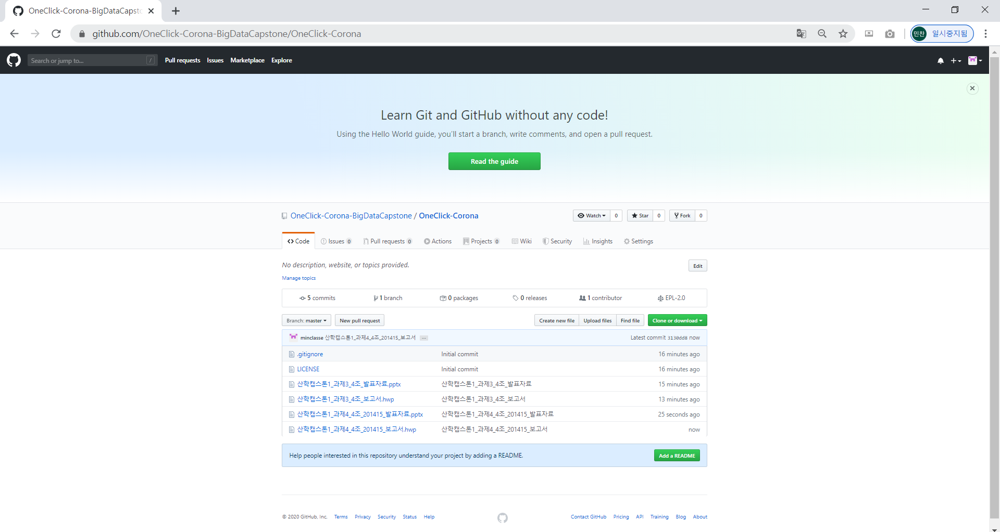 OneClick-Corona-BigDataCapsto
github.com/OneClick-Corona-BigDataCapstone/OneClick-Corona
민찬 일시중지됨
Search or jump to... / Pull requests Issues Marketplace Explore
Learn Git and GitHub without any code!
Using the Hello World guide, you'll start a branch, write comments, and open a pull request.
Read the guide
OneClick-Corona-BigDataCapstone / OneClick-Corona
Watch 0 Star 0 Fork 0
Code Issues 0 Pull requests 0 Actions Projects 0 Wiki Security Insights Settings
No description, website, or topics provided. Edit
Manage topics
5 commits 1 branch 0 packages 0 releases 1 contributor EPL-2.0
Branch: master New pull request Create new file Upload files Find file Clone or download
minclasse 산학캡스톤1_과제4_4조_201415_보고서 ... Latest commit 3130dd8 now
.gitignore Initial commit 16 minutes ago
LICENSE Initial commit 16 minutes ago
산학캡스톤1_과제3_4조_발표자료.pptx 산학캡스톤1_과제3_4조_발표자료 15 minutes ago
산학캡스톤1_과제3_4조_보고서.hwp 산학캡스톤1_과제3_4조_보고서 13 minutes ago
산학캡스톤1_과제4_4조_201415_발표자료.pptx 산학캡스톤1_과제4_4조_201415_발표자료 25 seconds ago
산학캡스톤1_과제4_4조_201415_보고서.hwp 산학캡스톤1_과제4_4조_201415_보고서 now
Help people interested in this repository understand your project by adding a README. Add a README
© 2020 GitHub, Inc. Terms Privacy Security Status Help Contact GitHub Pricing API Training Blog About